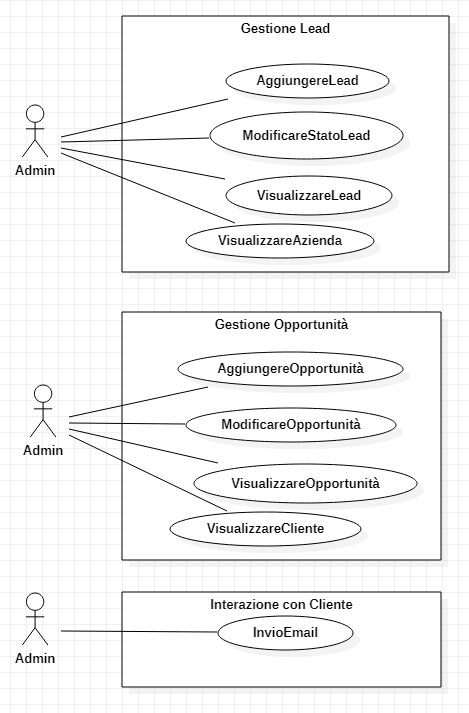 Gestione Lead
AggiungereLead
ModificareStatoLead
Admin
VisualizzareLead
VisualizzareAzienda
Gestione Opportunità
AggiungereOpportunità
ModificareOpportunità
Admin
VisualizzareOpportunità
VisualizzareCliente
Interazione con Cliente
InvioEmail
Admin